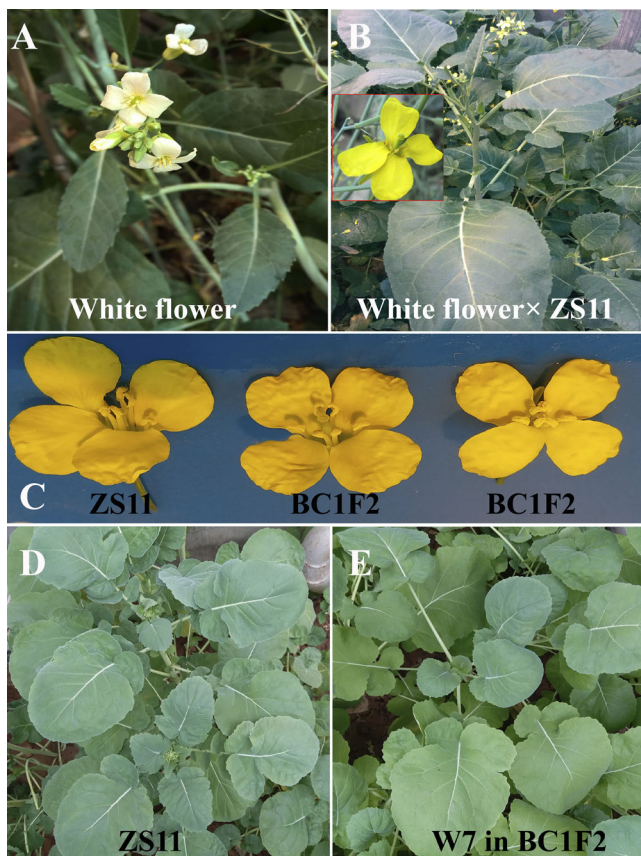 A
White flower
B
White flower× ZS11
C
ZS11
BC1F2
BC1F2
D
ZS11
E
W7 in BC1F2